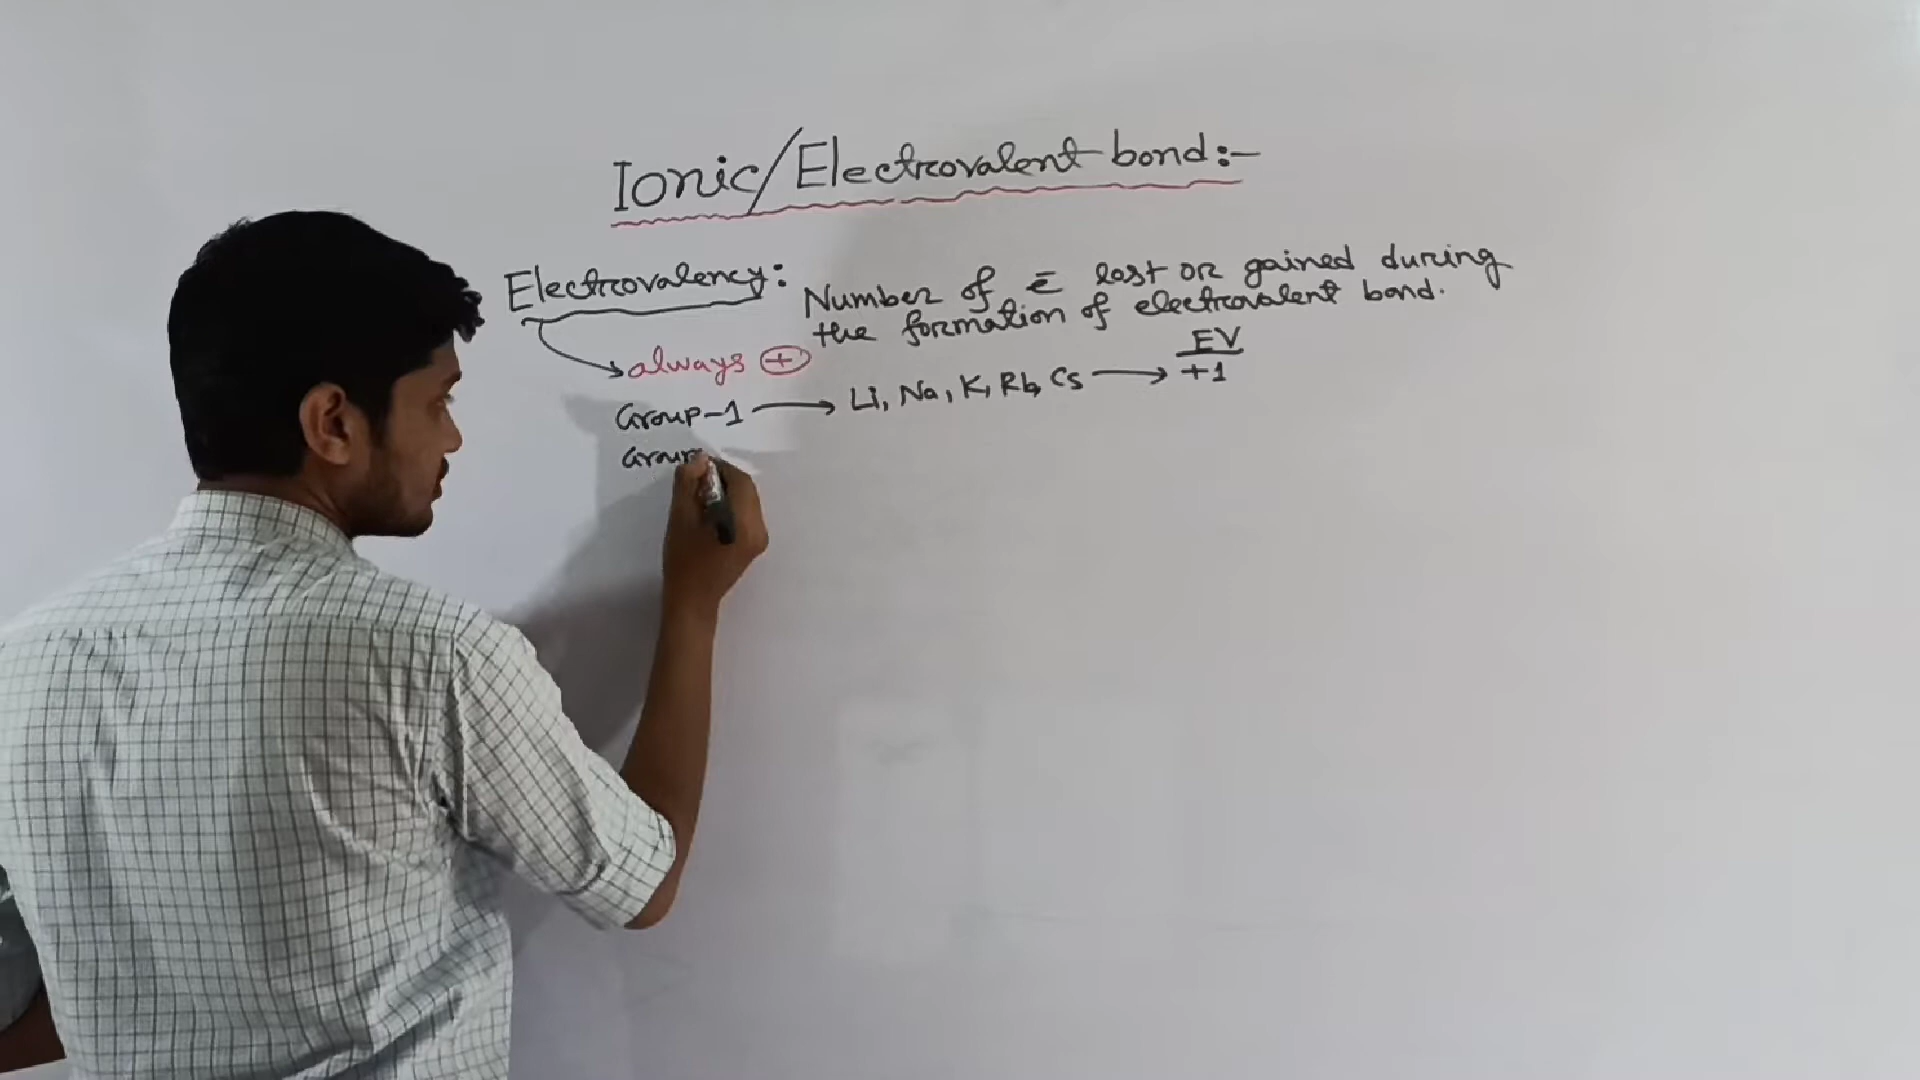 Ionic/Electrovalent bond:-
Electrovalency: Number of ē lost or gained during
the formation of electrovalent bond.
always ⊕
EV
Group-1 → Li, Na, K, Rb, Cs → +1
Group